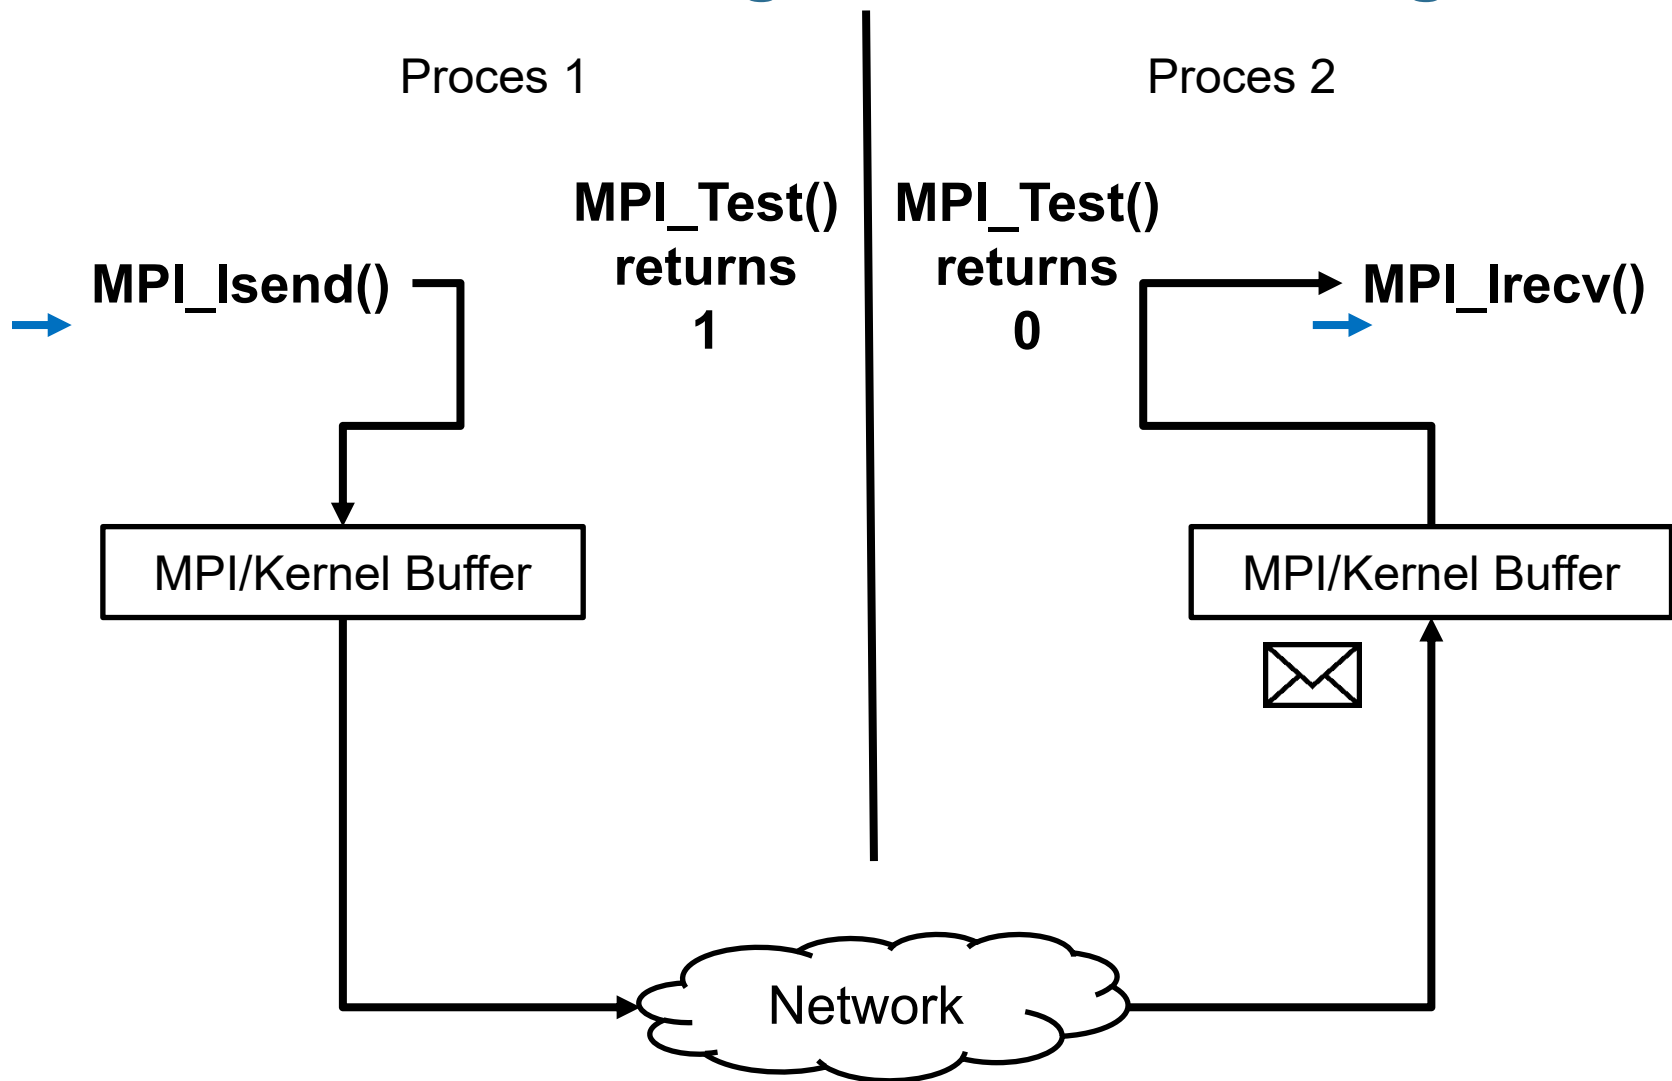 Proces 1
Proces 2
MPI_Test()
returns
1
MPI_Test()
returns
0
MPI_Isend()
MPI_Irecv()
MPI/Kernel Buffer
MPI/Kernel Buffer
Network